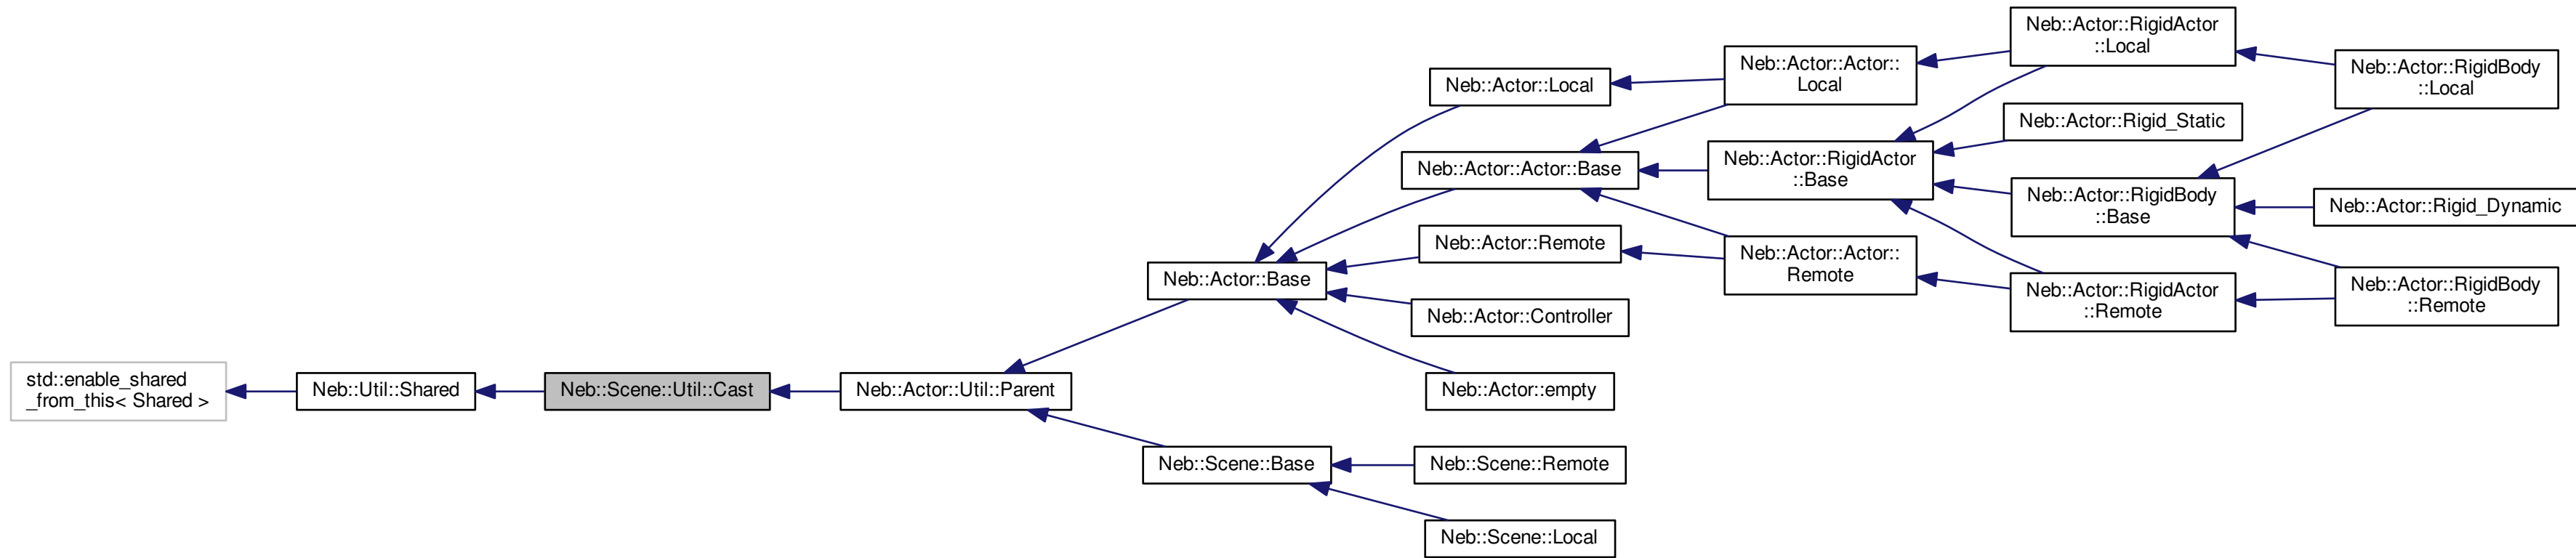 std::enable_shared
_from_this< Shared >
Neb::Util::Shared
Neb::Scene::Util::Cast
Neb::Actor::Util::Parent
Neb::Actor::Base
Neb::Scene::Base
Neb::Actor::Local
Neb::Actor::Actor::Base
Neb::Actor::Remote
Neb::Actor::Controller
Neb::Actor::empty
Neb::Scene::Remote
Neb::Scene::Local
Neb::Actor::Actor::
Local
Neb::Actor::RigidActor
::Base
Neb::Actor::Actor::
Remote
Neb::Actor::RigidActor
::Local
Neb::Actor::Rigid_Static
Neb::Actor::RigidBody
::Base
Neb::Actor::RigidActor
::Remote
Neb::Actor::RigidBody
::Local
Neb::Actor::Rigid_Dynamic
Neb::Actor::RigidBody
::Remote